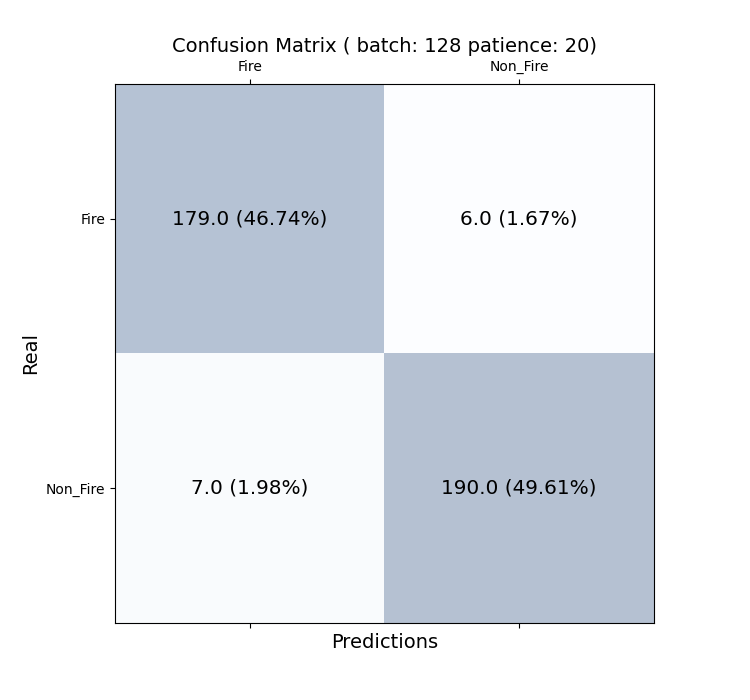 Confusion Matrix ( batch: 128 patience: 20)
Fire Non_Fire
Fire 179.0 (46.74%) 6.0 (1.67%)
Real
Non_Fire 7.0 (1.98%) 190.0 (49.61%)
Predictions